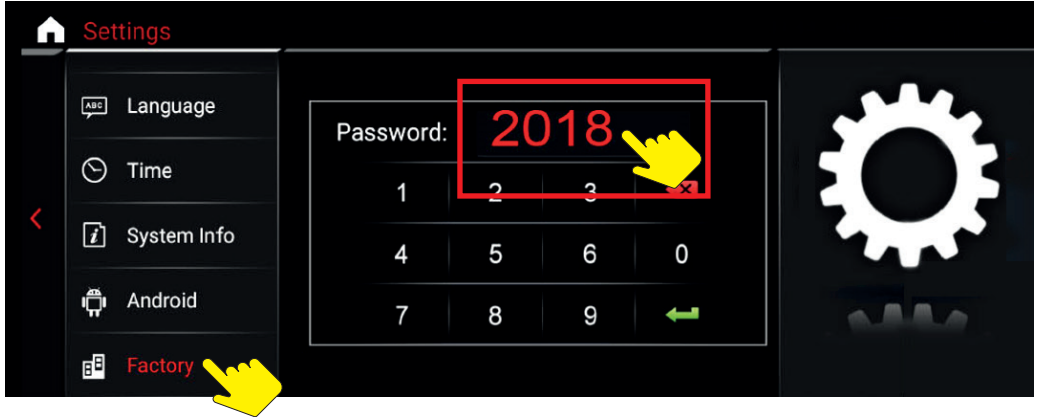 Settings
ABC
Language
Time
i
System Info
Android
Factory
Password: 2018
1 2 3
4 5 6 0
7 8 9